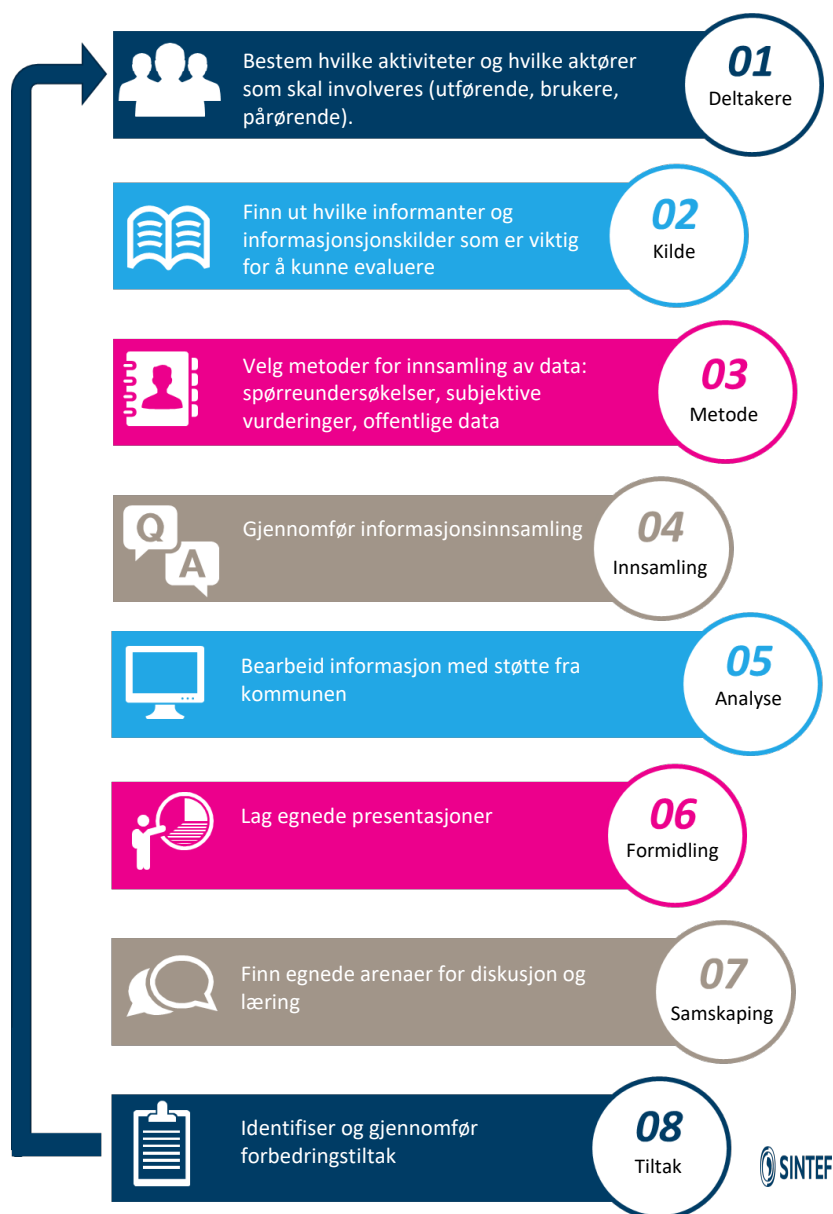 Bestem hvilke aktiviteter og hvilke aktører
som skal involveres (utførende, brukere,
pårørende).
01
Deltakere
Finn ut hvilke informanter og
informasjonsjonskilder som er viktig
for å kunne evaluere
02
Kilde
Velg metoder for innsamling av data:
spørreundersøkelser, subjektive
vurderinger, offentlige data
03
Metode
Q
A
Gjennomfør informasjonsinnsamling
04
Innsamling
Bearbeid informasjon med støtte fra
kommunen
05
Analyse
Lag egnede presentasjoner
06
Formidling
Finn egnede arenaer for diskusjon og
læring
07
Samskaping
Identifiser og gjennomfør
forbedringstiltak
08
Tiltak
SINTEF